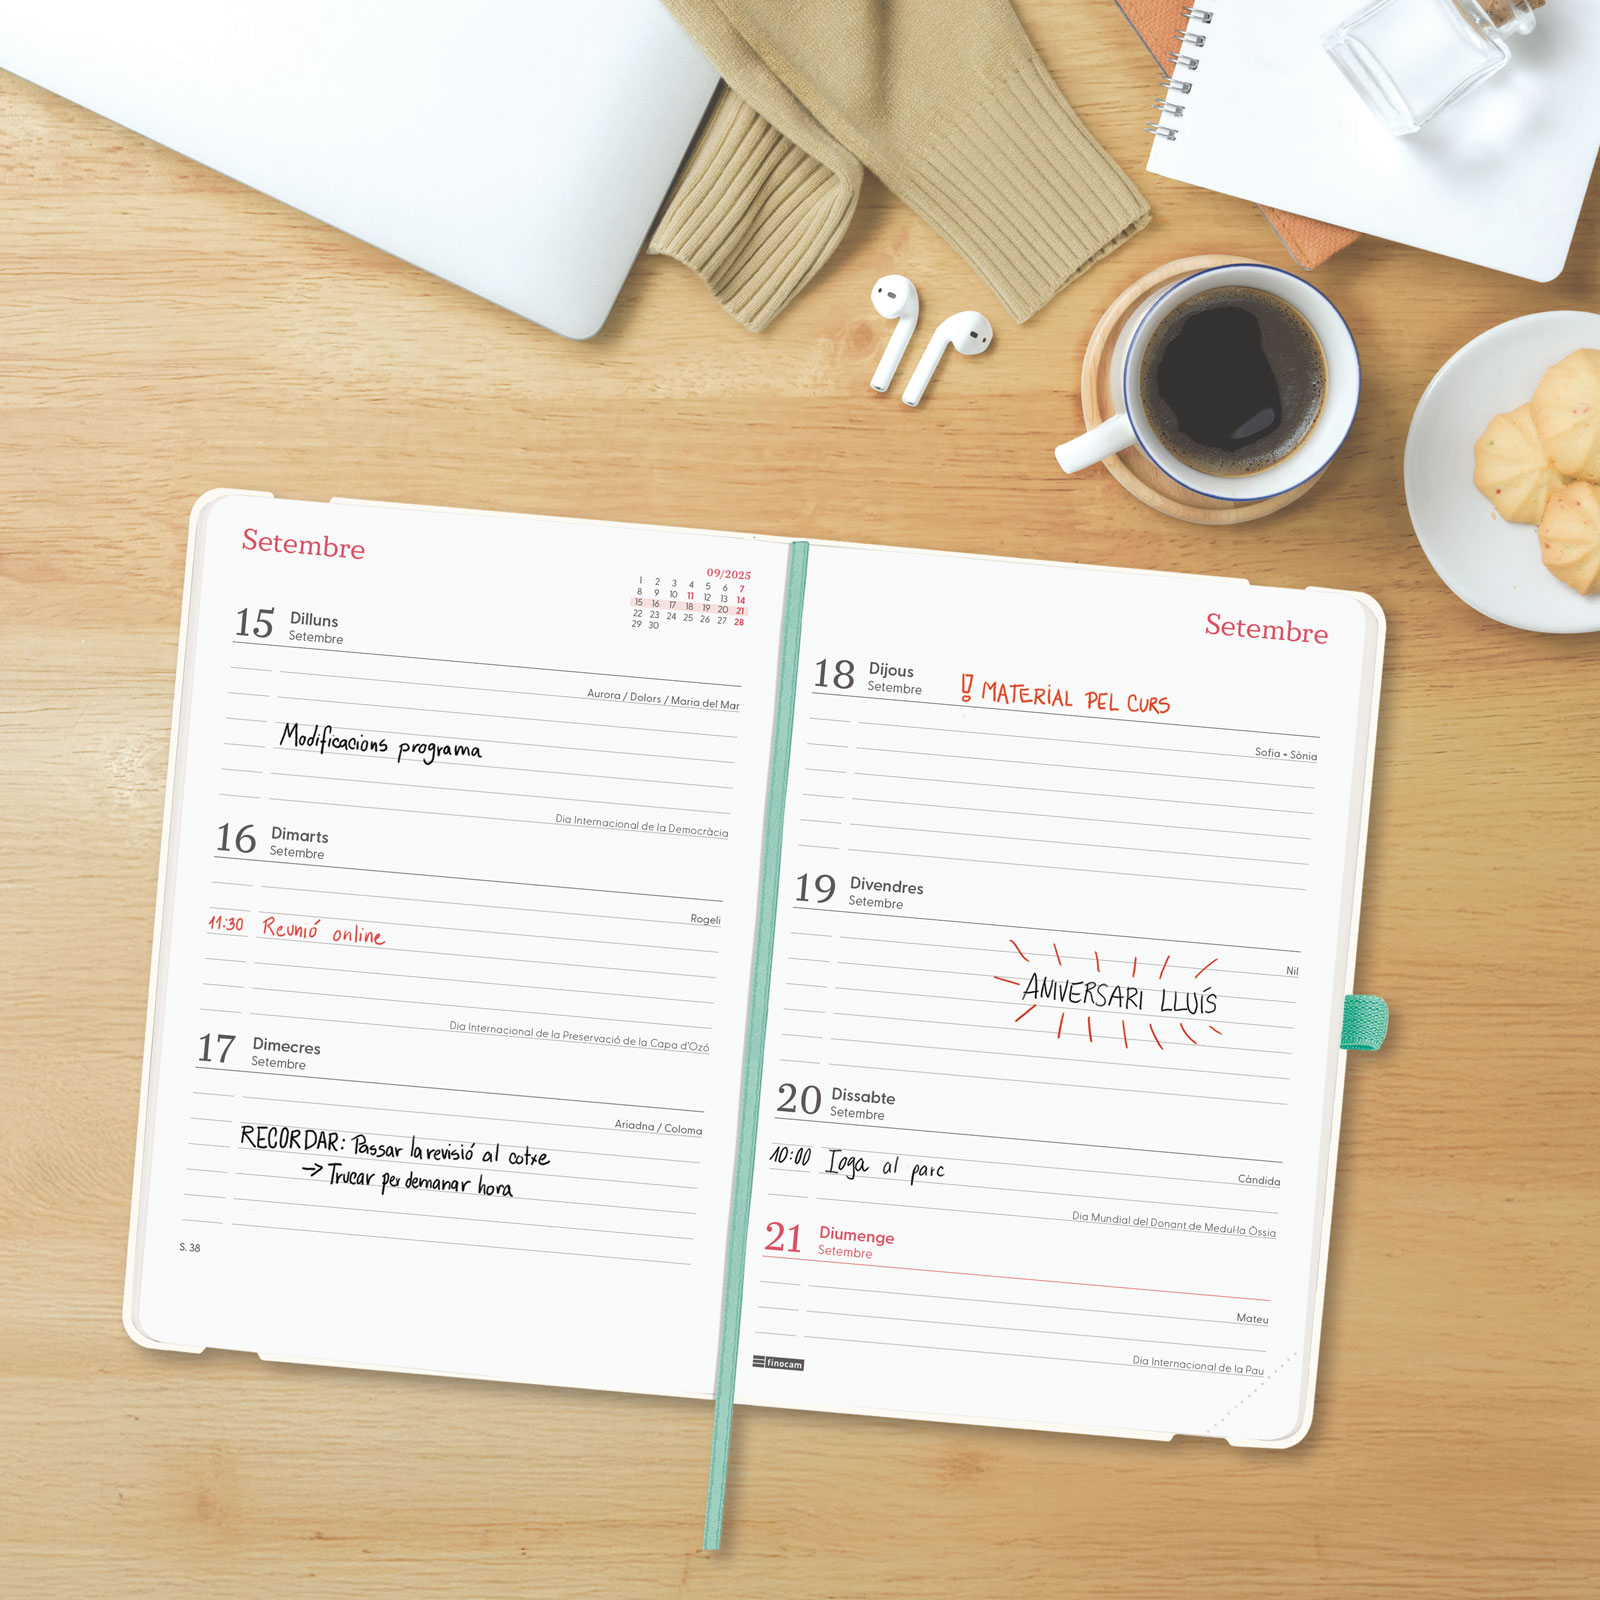 Setembre
09/2025
1 2 3 4 5 6 7
8 9 10 11 12 13 14
15 16 17 18 19 20 21
22 23 24 25 26 27 28
29 30
15 Dilluns
Setembre
Aurora / Dolors / Maria del Mar
Modificacions programa
Dia Internacional de la Democràcia
16 Dimarts
Setembre
Rogeli
11:30 Reunió online
Dia Internacional de la Preservació de la Capa d'Ozó
17 Dimecres
Setembre
Ariadna / Coloma
RECORDAR: Passar la revisió al cotxe
→ Trucar per demanar hora
S. 38
Setembre
18 Dijous
Setembre
! MATERIAL PEL CURS
Sofia - Sònia
19 Divendres
Setembre
Nil
ANIVERSARI LLUÍS
20 Dissabte
Setembre
10:00 Ioga al parc
Càndida
Dia Mundial del Donant de Medul·la Òssia
21 Diumenge
Setembre
Mateu
Dia Internacional de la Pau
finocam